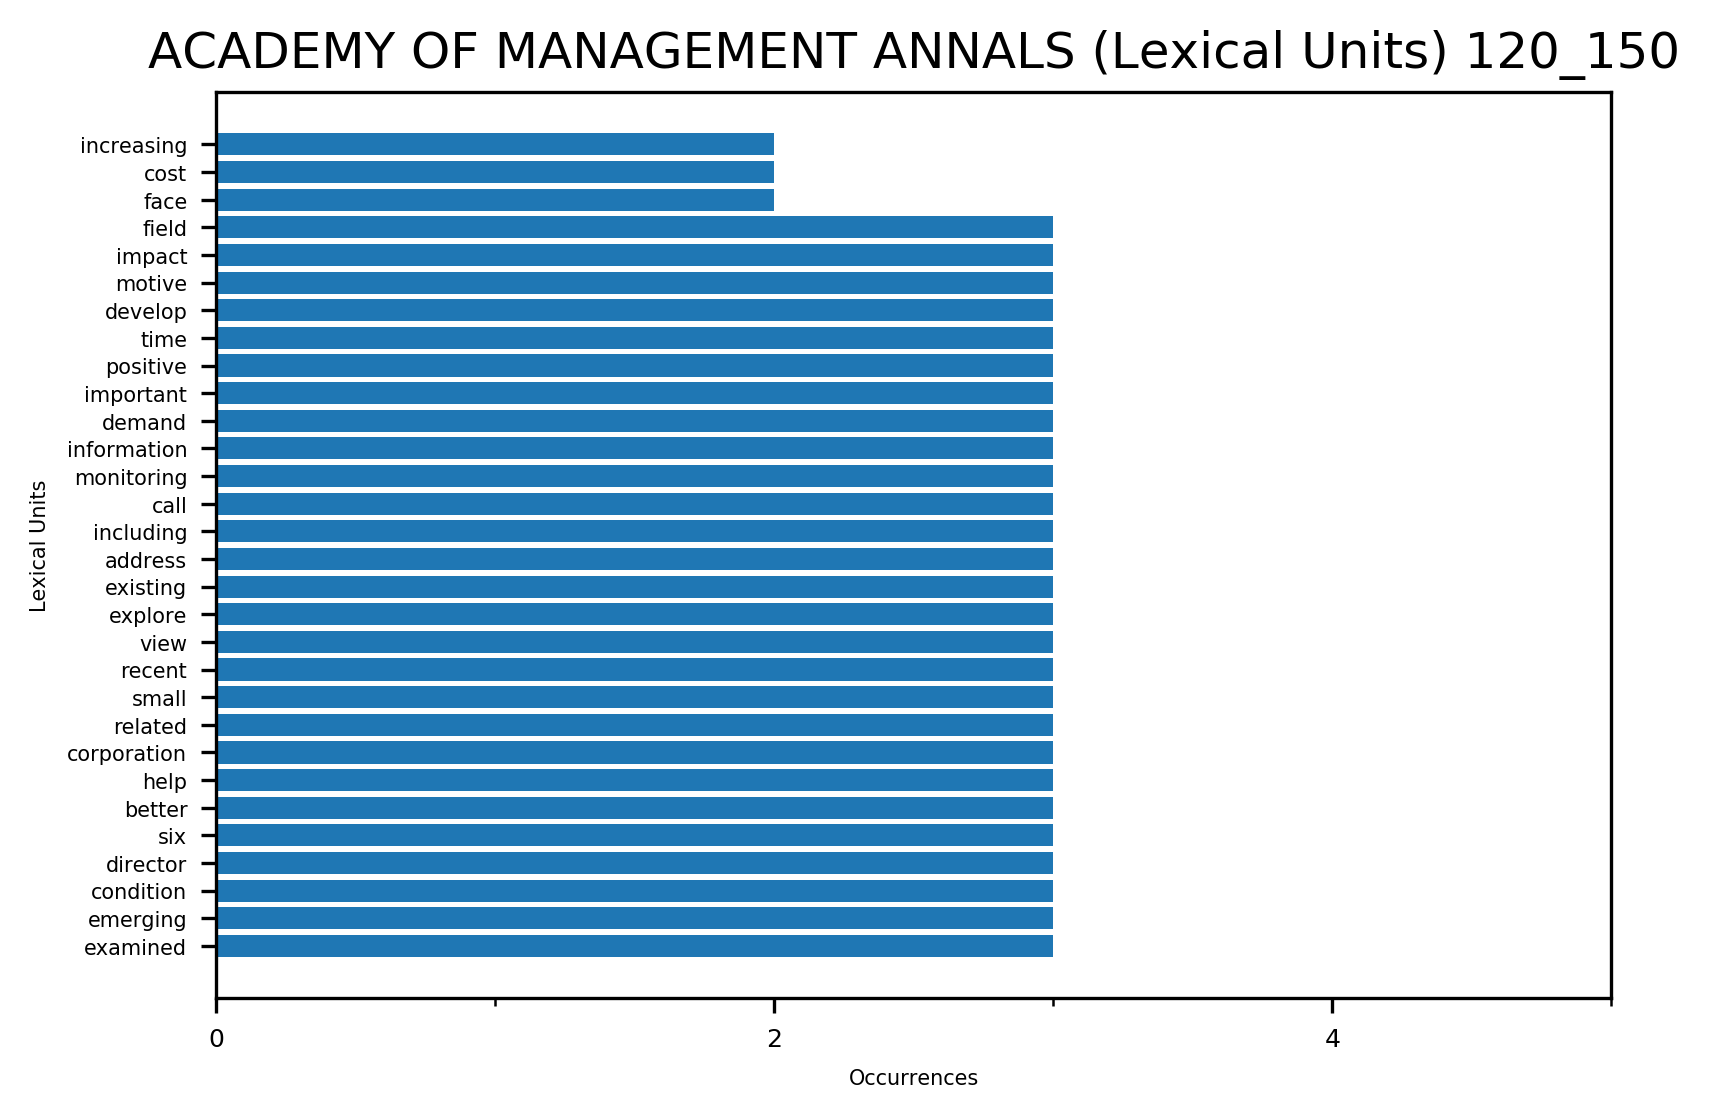 ACADEMY OF MANAGEMENT ANNALS (Lexical Units) 120_150
increasing
cost
face
field
impact
motive
develop
time
positive
important
demand
information
monitoring
call
including
address
existing
explore
view
recent
small
related
corporation
help
better
six
director
condition
emerging
examined
Lexical Units
0 2 4
Occurrences